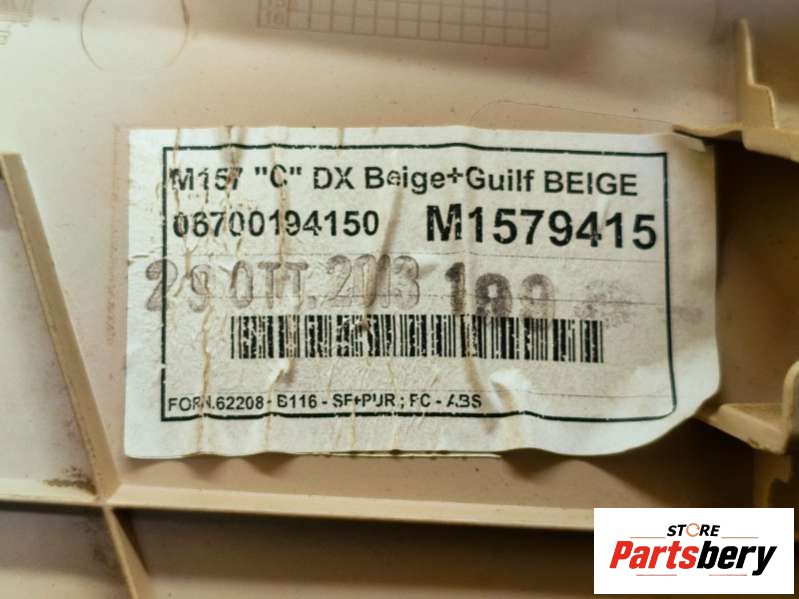 M157 "C" DX Beige+Guilf BEIGE
06700194150 M1579415
29 OTT. 2013 199
FORN.62208 - B116 - SF+PUR ; PC - ABS
STORE
Partsbery